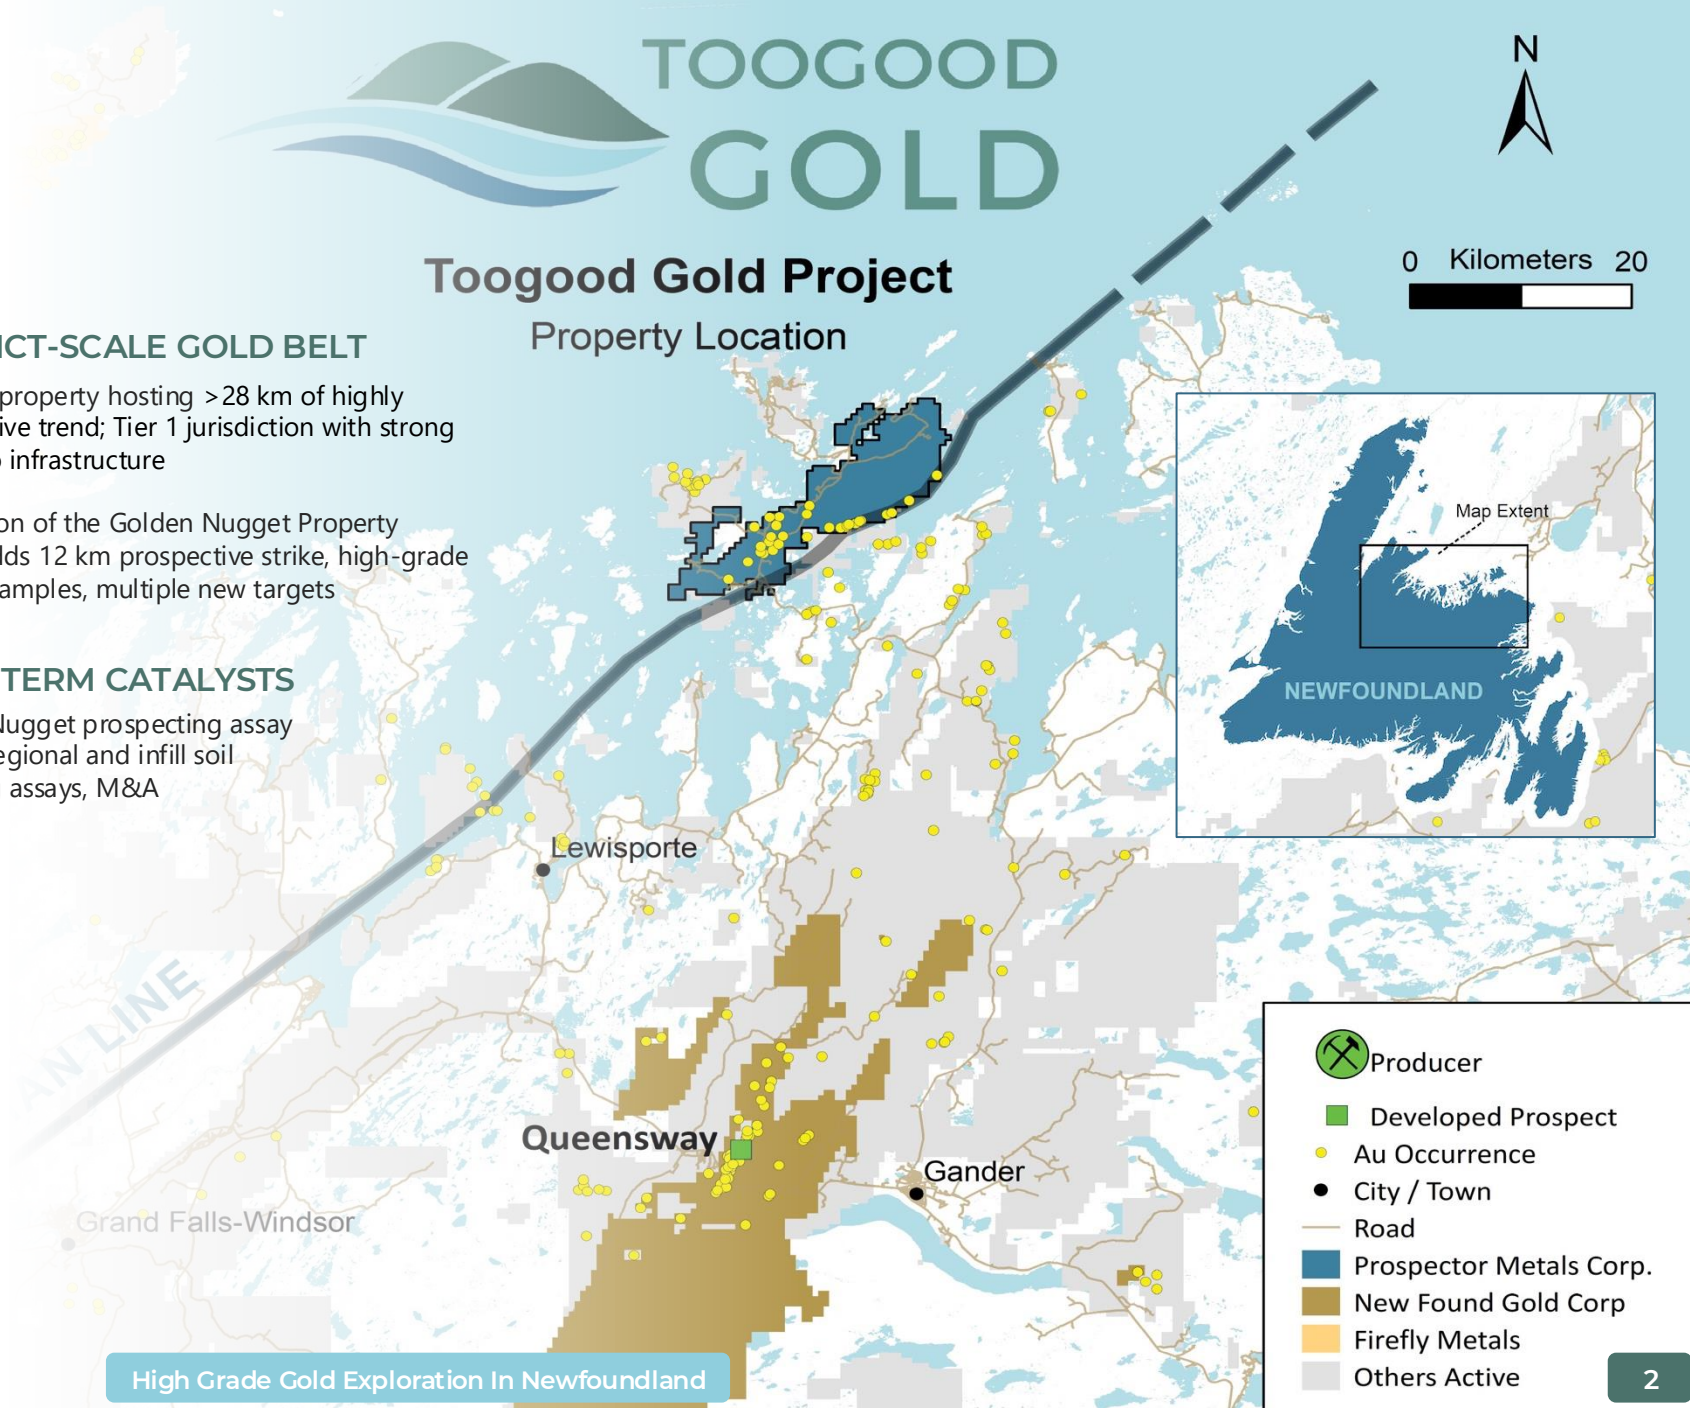 TOOGOOD
GOLD
N
Toogood Gold Project
Property Location
0 Kilometers 20
ICT-SCALE GOLD BELT
property hosting >28 km of highly
ive trend; Tier 1 jurisdiction with strong
infrastructure
on of the Golden Nugget Property
lds 12 km prospective strike, high-grade
amples, multiple new targets
TERM CATALYSTS
Nugget prospecting assay
egional and infill soil
assays, M&A
Map Extent
NEWFOUNDLAND
Lewisporte
AN LINE
Queensway
Gander
Grand Falls-Windsor
Producer
Developed Prospect
Au Occurrence
City / Town
Road
Prospector Metals Corp.
New Found Gold Corp
Firefly Metals
Others Active
High Grade Gold Exploration In Newfoundland
2